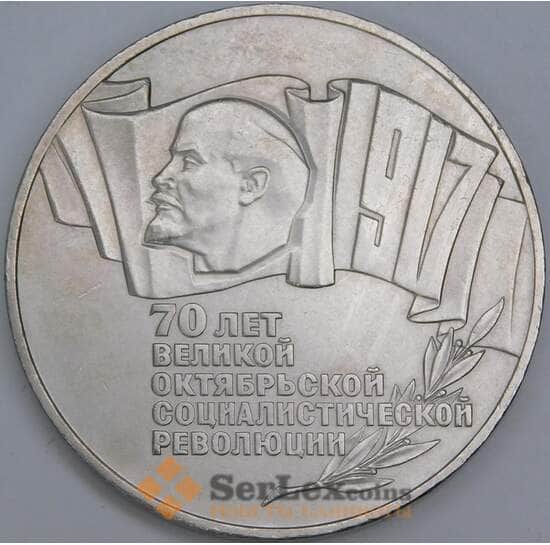 1917
70 ЛЕТ
ВЕЛИКОЙ
ОКТЯБРЬСКОЙ
СОЦИАЛИСТИЧЕСКОЙ
РЕВОЛЮЦИИ
SerLexcoins